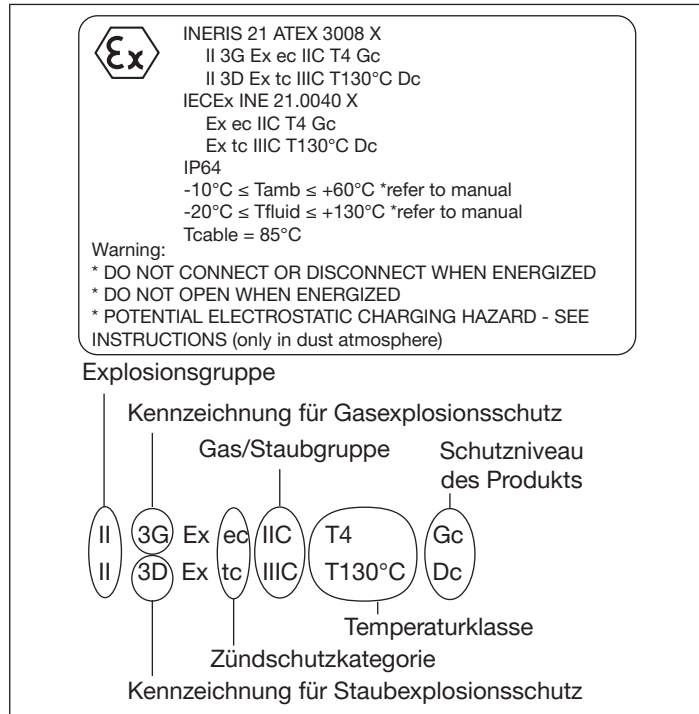 Ex
INERIS 21 ATEX 3008 X
II 3G Ex ec IIC T4 Gc
II 3D Ex tc IIIC T130°C Dc
IECEx INE 21.0040 X
Ex ec IIC T4 Gc
Ex tc IIIC T130°C Dc
IP64
-10°C ≤ Tamb ≤ +60°C *refer to manual
-20°C ≤ Tfluid ≤ +130°C *refer to manual
Tcable = 85°C
Warning:
* DO NOT CONNECT OR DISCONNECT WHEN ENERGIZED
* DO NOT OPEN WHEN ENERGIZED
* POTENTIAL ELECTROSTATIC CHARGING HAZARD - SEE
INSTRUCTIONS (only in dust atmosphere)
Explosionsgruppe
Kennzeichnung für Gasexplosionsschutz
Gas/Staubgruppe
Schutzniveau
des Produkts
II 3G Ex ec IIC T4 Gc
II 3D Ex tc IIIC T130°C Dc
Temperaturklasse
Zündschutzkategorie
Kennzeichnung für Staubexplosionsschutz